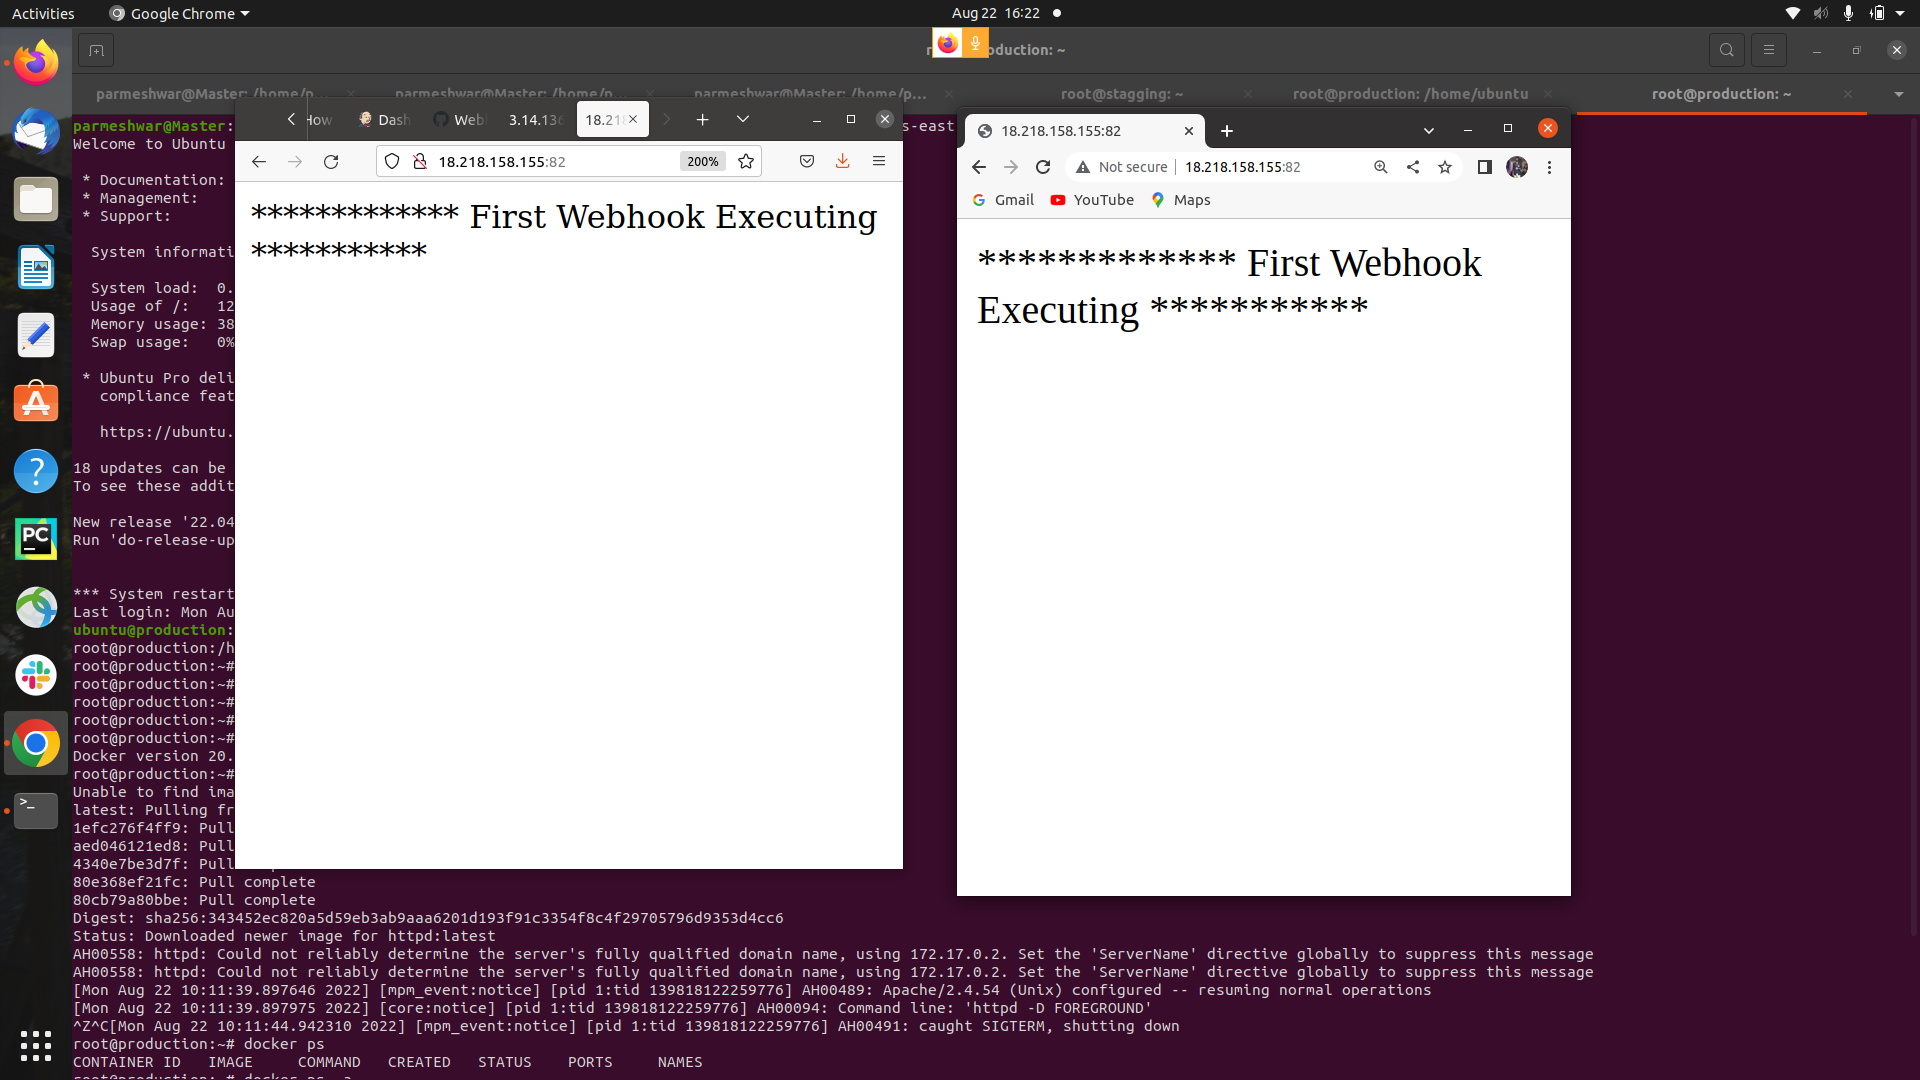 Activities
Google Chrome
Aug 22 16:22
oduction: ~
parmeshwar@Master: /home/p...
parmeshwar@Master: /home/p...
parmeshwar@Master: /home/p...
root@stagging: ~
root@production: /home/ubuntu
root@production: ~
How
Dash
Web
3.14.13
18.21
18.218.158.155:82
200%
************* First Webhook Executing
***********
18.218.158.155:82
Not secure
18.218.158.155:82
Gmail
YouTube
Maps
************* First Webhook
Executing ***********
parmeshwar@Master:
s-east
Welcome to Ubuntu
* Documentation:
* Management:
* Support:
System informati
System load: 0.
Usage of /: 12
Memory usage: 38
Swap usage: 0%
* Ubuntu Pro deli
compliance feat
https://ubuntu.
18 updates can be
To see these addit
New release '22.04
Run 'do-release-up
*** System restart
Last login: Mon Au
ubuntu@production:
root@production:/h
root@production:~#
root@production:~#
root@production:~#
root@production:~#
root@production:~#
Docker version 20.
root@production:~#
Unable to find ima
latest: Pulling fr
1efc276f4ff9: Pull
aed046121ed8: Pull
4340e7be3d7f: Pull
80e368ef21fc: Pull complete
80cb79a80bbe: Pull complete
Digest: sha256:343452ec820a5d59eb3ab9aaa6201d193f91c3354f8c4f29705796d9353d4cc6
Status: Downloaded newer image for httpd:latest
AH00558: httpd: Could not reliably determine the server's fully qualified domain name, using 172.17.0.2. Set the 'ServerName' directive globally to suppress this message
AH00558: httpd: Could not reliably determine the server's fully qualified domain name, using 172.17.0.2. Set the 'ServerName' directive globally to suppress this message
[Mon Aug 22 10:11:39.897646 2022] [mpm_event:notice] [pid 1:tid 139818122259776] AH00489: Apache/2.4.54 (Unix) configured -- resuming normal operations
[Mon Aug 22 10:11:39.897975 2022] [core:notice] [pid 1:tid 139818122259776] AH00094: Command line: 'httpd -D FOREGROUND'
^Z^C[Mon Aug 22 10:11:44.942310 2022] [mpm_event:notice] [pid 1:tid 139818122259776] AH00491: caught SIGTERM, shutting down
root@production:~# docker ps
CONTAINER ID IMAGE COMMAND CREATED STATUS PORTS NAMES